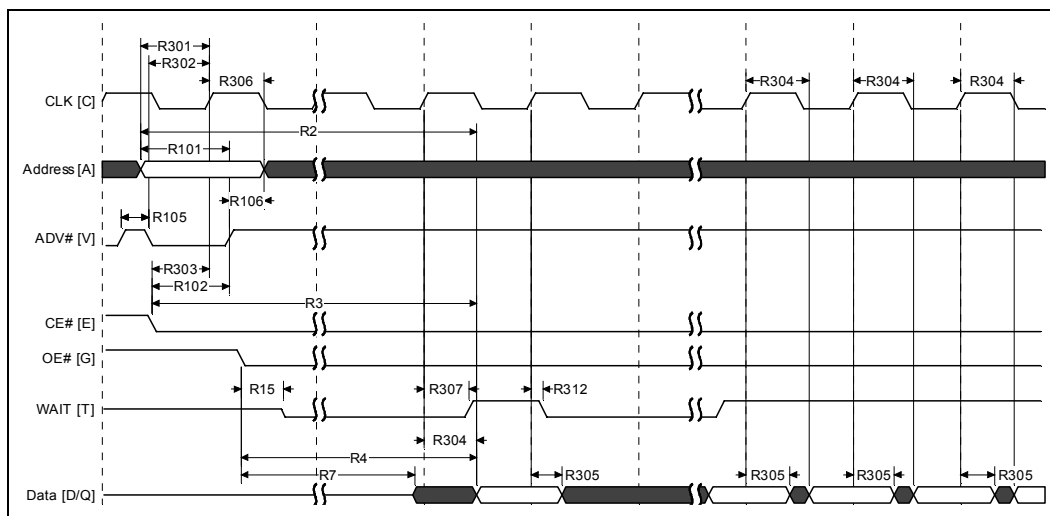 R301
R302
R306
R304
R304
R304
CLK [C]
R2
R101
Address [A]
R106
R105
ADV# [V]
R303
R102
R3
CE# [E]
OE# [G]
R15
R307
R312
WAIT [T]
R304
R4
R7
R305
R305
R305
R305
Data [D/Q]